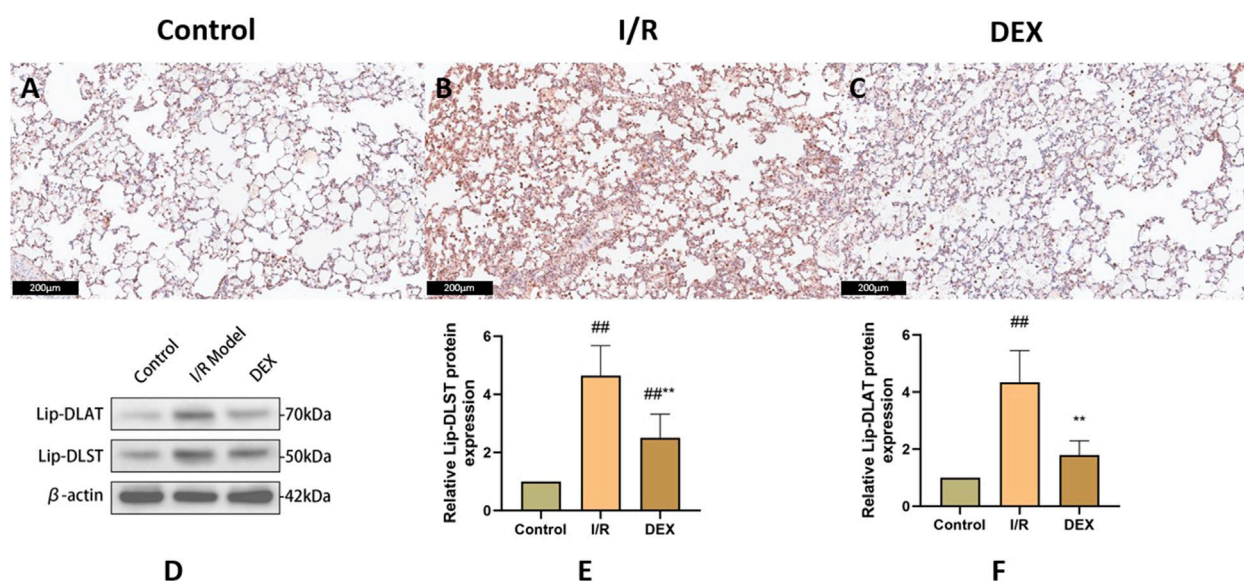 Control
I/R
DEX
A
B
C
200μm
200μm
200μm
Control
I/R Model
DEX
Lip-DLAT
-70kDa
Lip-DLST
-50kDa
β-actin
-42kDa
Relative Lip-DLST protein
expression
6
4
2
0
##
##**
Control
I/R
DEX
Relative Lip-DLAT protein
expression
6
4
2
0
##
**
Control
I/R
DEX
D
E
F